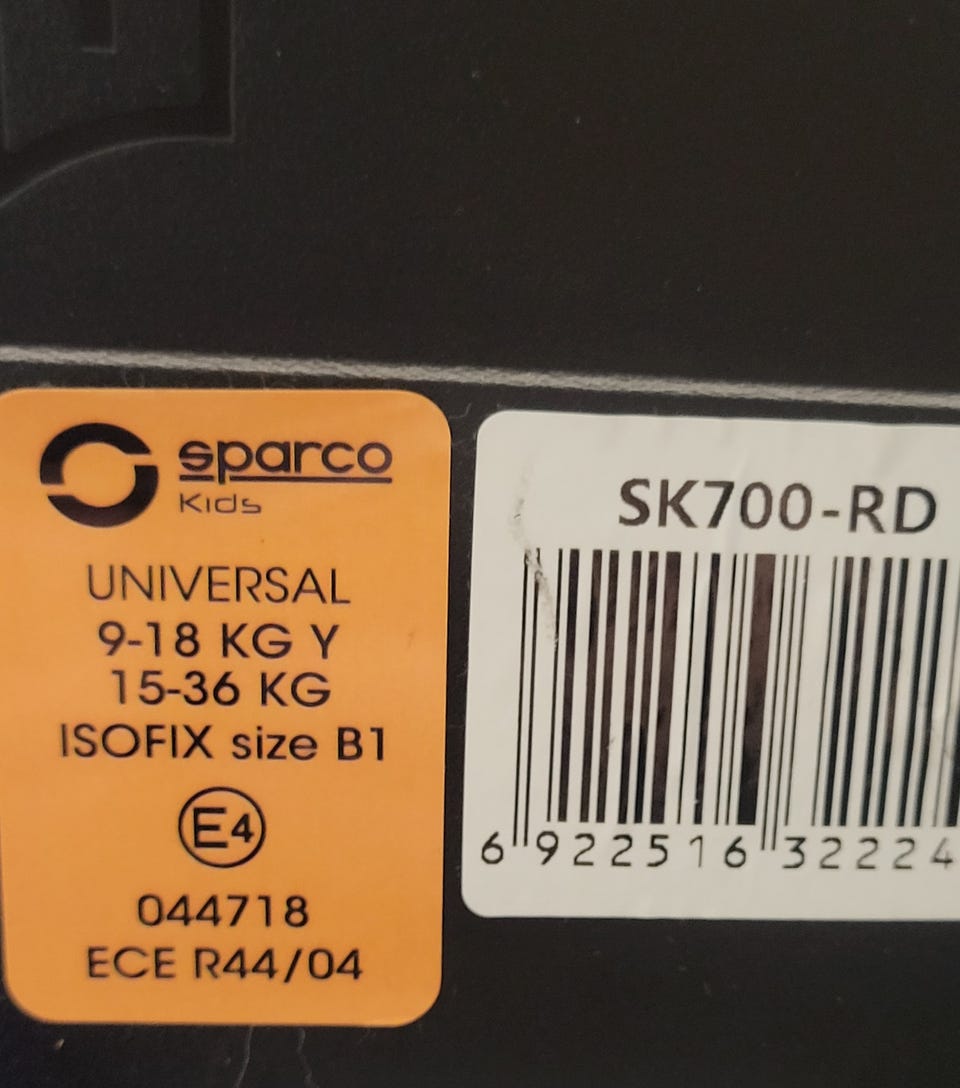 sparco
Kids
UNIVERSAL
9-18 KG Y
15-36 KG
ISOFIX size B1
E4
044718
ECE R44/04
SK700-RD
6 922516 32224